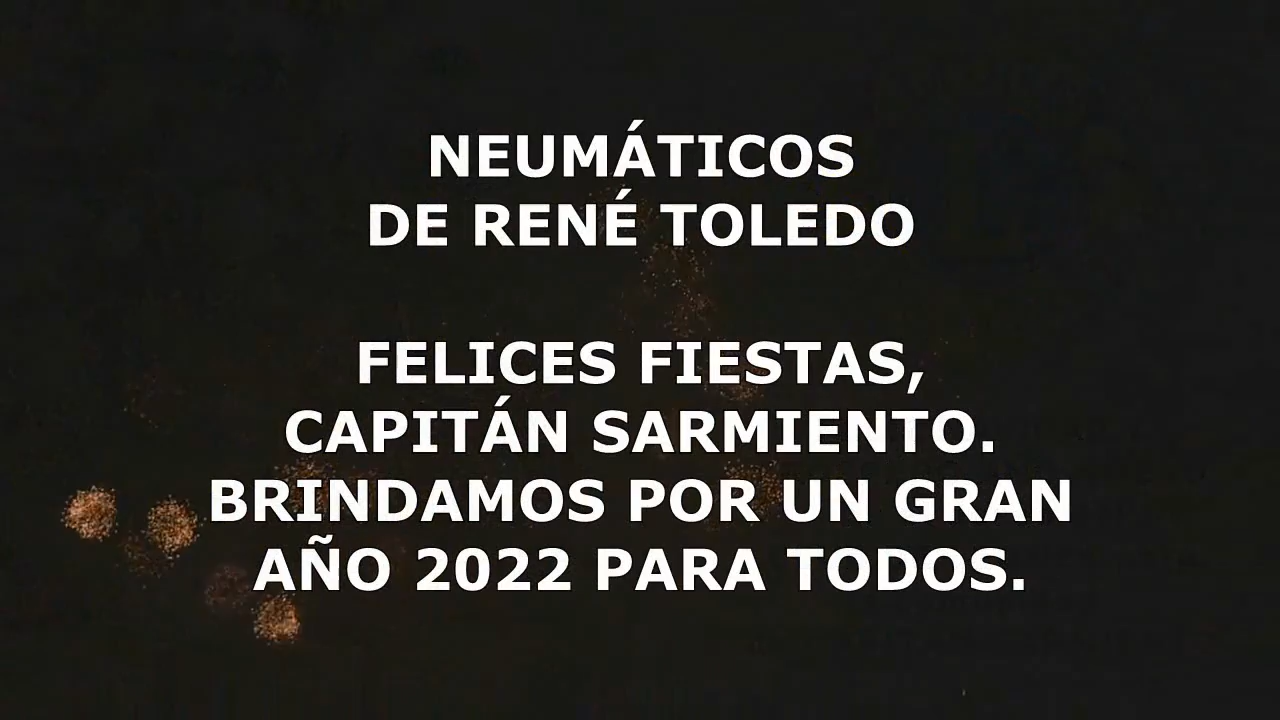 NEUMÁTICOS
DE RENÉ TOLEDO
FELICES FIESTAS,
CAPITÁN SARMIENTO.
BRINDAMOS POR UN GRAN
AÑO 2022 PARA TODOS.